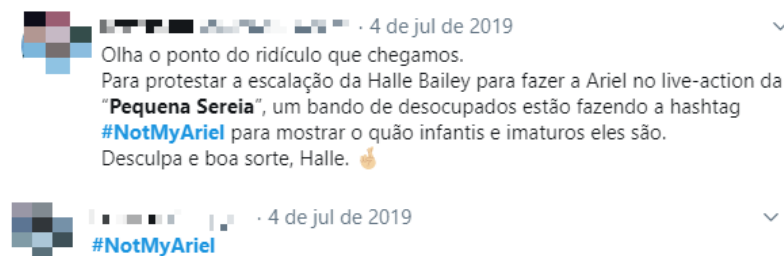 · 4 de jul de 2019
Olha o ponto do ridículo que chegamos.
Para protestar a escalação da Halle Bailey para fazer a Ariel no live-action da
“Pequena Sereia”, um bando de desocupados estão fazendo a hashtag
#NotMyAriel para mostrar o quão infantis e imaturos eles são.
Desculpa e boa sorte, Halle. 🤞🏼
· 4 de jul de 2019
#NotMyAriel